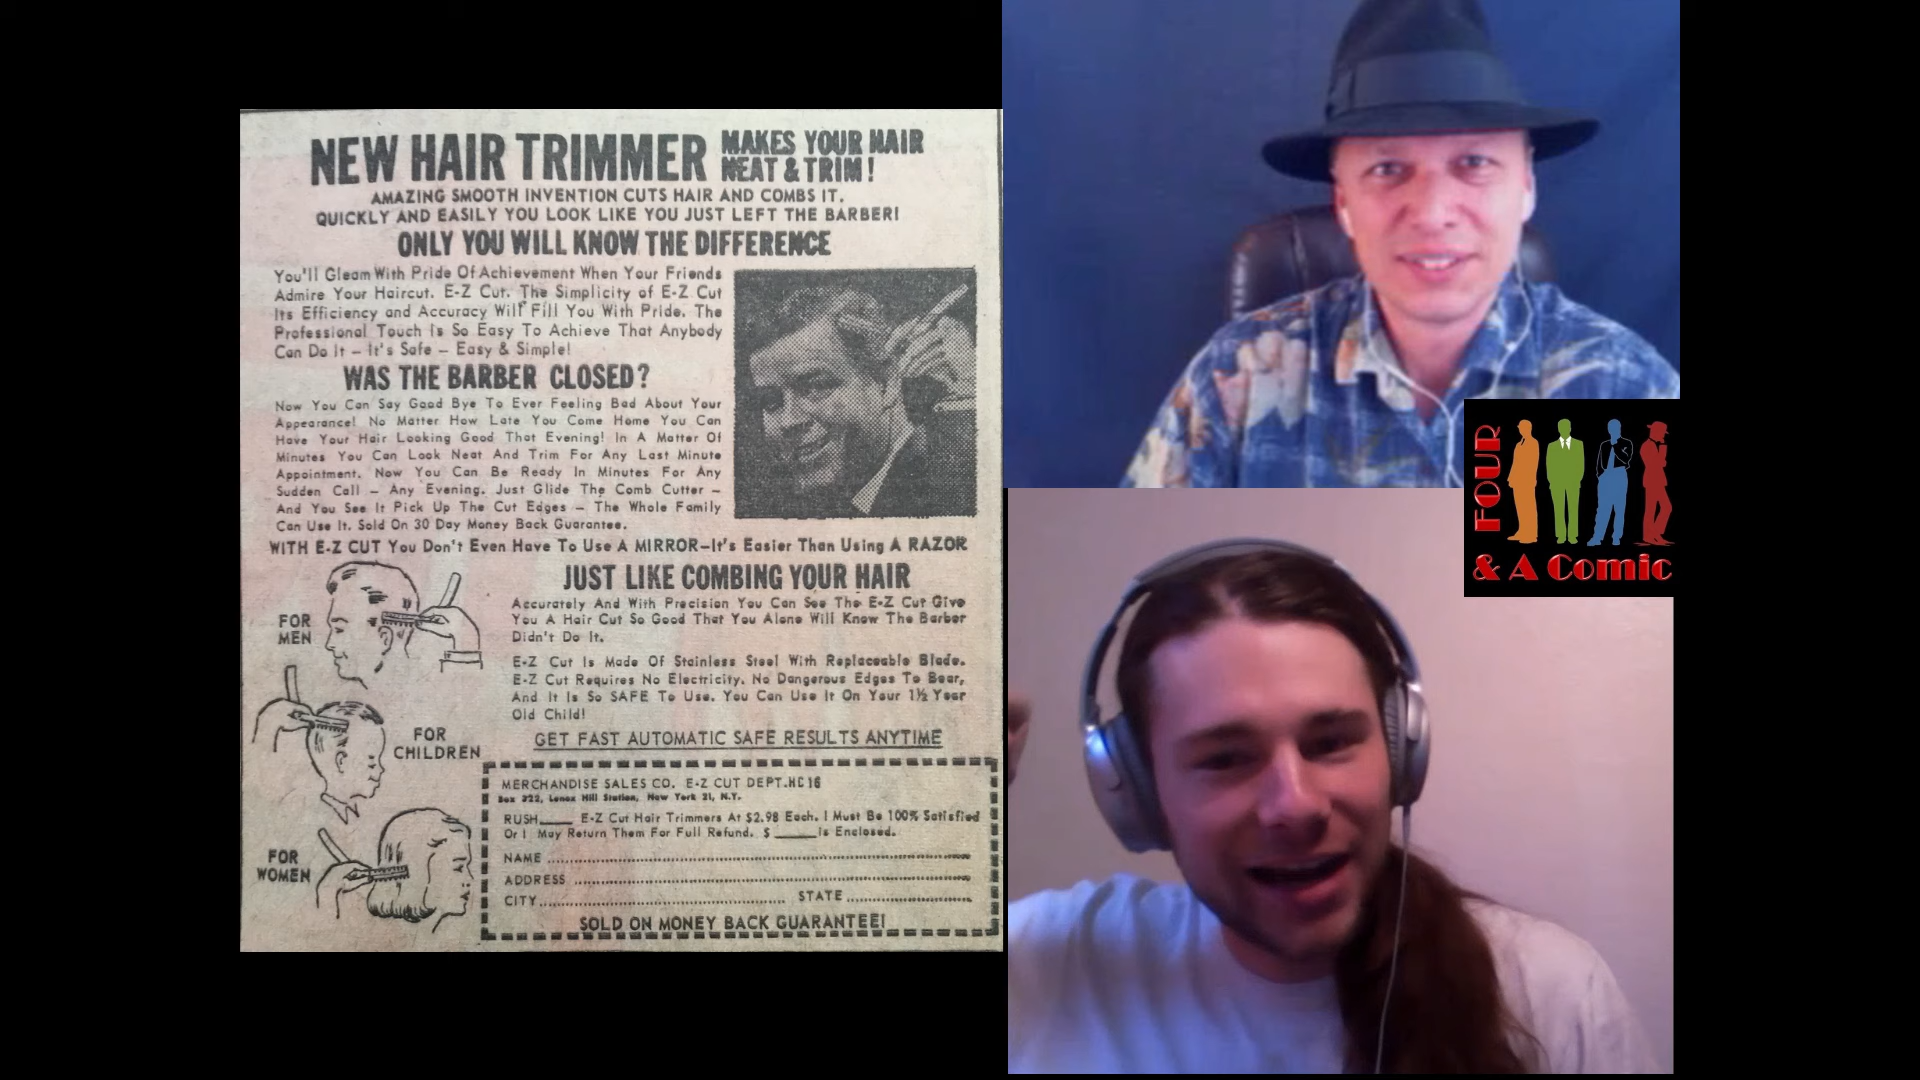 NEW HAIR TRIMMER MAKES YOUR HAIR
NEAT & TRIM!
AMAZING SMOOTH INVENTION CUTS HAIR AND COMBS IT.
QUICKLY AND EASILY YOU LOOK LIKE YOU JUST LEFT THE BARBER!
ONLY YOU WILL KNOW THE DIFFERENCE
You'll Gleam With Pride Of Achievement When Your Friends
Admire Your Haircut. E-Z Cut. The Simplicity of E-Z Cut
Its Efficiency and Accuracy Will Fill You With Pride. The
Professional Touch Is So Easy To Achieve That Anybody
Can Do It – It's Safe – Easy & Simple!
WAS THE BARBER CLOSED?
Now You Can Say Good Bye To Ever Feeling Bad About Your
Appearance! No Matter How Late You Come Home You Can
Have Your Hair Looking Good That Evening! In A Matter Of
Minutes You Can Look Neat And Trim For Any Last Minute
Appointment. Now You Can Be Ready In Minutes For Any
Sudden Call – Any Evening. Just Glide The Comb Cutter –
And You See It Pick Up The Cut Edges – The Whole Family
Can Use It. Sold On 30 Day Money Back Guarantee.
WITH E-Z CUT You Don't Even Have To Use A MIRROR–It's Easier Than Using A RAZOR
JUST LIKE COMBING YOUR HAIR
Accurately And With Precision You Can See The E-Z Cut Give
You A Hair Cut So Good That You Alone Will Know The Barber
Didn't Do It.
E-Z Cut Is Made Of Stainless Steel With Replaceable Blade.
E-Z Cut Requires No Electricity. No Dangerous Edges To Bear,
And It Is So SAFE To Use. You Can Use It On Your 1½ Year
Old Child!
GET FAST AUTOMATIC SAFE RESULTS ANYTIME
FOR
MEN
FOR
CHILDREN
FOR
WOMEN
MERCHANDISE SALES CO. E-Z CUT DEPT.HC16
Box 322, Lenox Hill Station, New York 21, N.Y.
RUSH____ E-Z Cut Hair Trimmers At $2.98 Each. I Must Be 100% Satisfied
Or I May Return Them For Full Refund. $ _____ is Enclosed.
NAME
ADDRESS
CITY STATE
SOLD ON MONEY BACK GUARANTEE!
FOUR
& A Comic